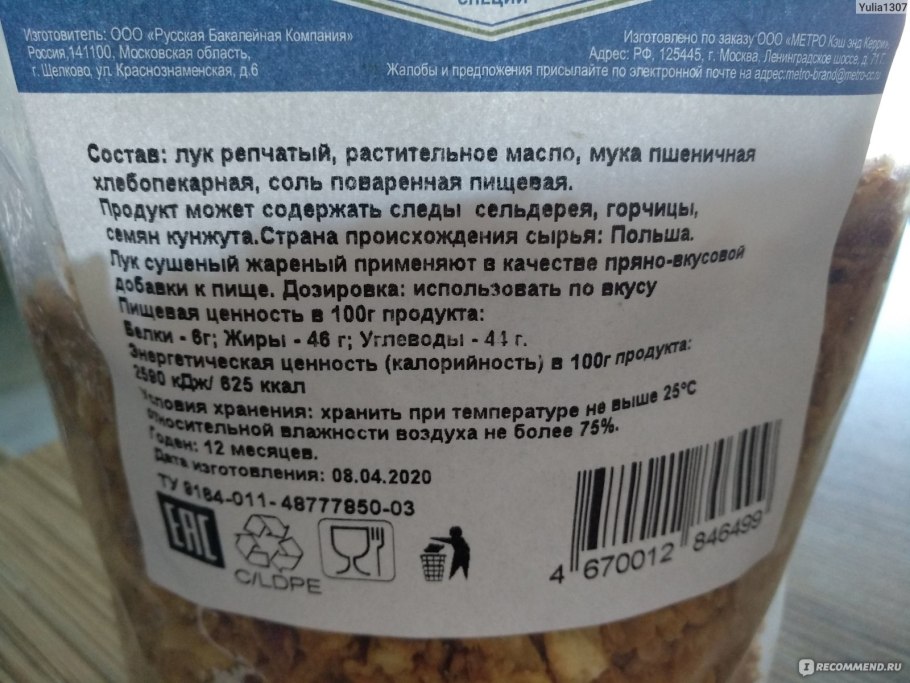 Yulia1307
СПЕЦИИ
Изготовитель: ООО «Русская Бакалейная Компания»
Россия,141100, Московская область,
г. Щелково, ул. Краснознаменская, д.6
Изготовлено по заказу ООО «МЕТРО Кэш энд Керри»
Адрес: РФ, 125445, г. Москва, Ленинградское шоссе, д. 71Г
Жалобы и предложения присылайте по электронной почте на адрес:metro-brand@metro-cc.ru
Состав: лук репчатый, растительное масло, мука пшеничная
хлебопекарная, соль поваренная пищевая.
Продукт может содержать следы сельдерея, горчицы,
семян кунжута.Страна происхождения сырья: Польша.
Лук сушеный жареный применяют в качестве пряно-вкусовой
добавки к пище. Дозировка: использовать по вкусу
Пищевая ценность в 100г продукта:
Белки - 6г; Жиры - 46 г; Углеводы - 44 г.
Энергетическая ценность (калорийность) в 100г продукта:
2590 кДж/ 625 ккал
Условия хранения: хранить при температуре не выше 25°С
относительной влажности воздуха не более 75%.
Годен: 12 месяцев.
Дата изготовления: 08.04.2020
ТУ 9164-011-48777850-03
EAC
C/LDPE
4 670012 846499
IRECOMMEND.RU